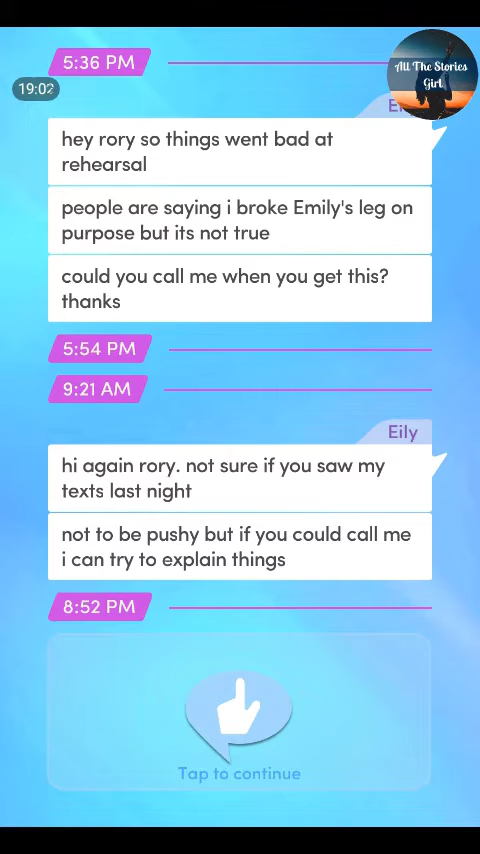 5:36 PM
All The Stories
Girl
19:02
hey rory so things went bad at
rehearsal
people are saying i broke Emily's leg on
purpose but its not true
could you call me when you get this?
thanks
5:54 PM
9:21 AM
Eily
hi again rory. not sure if you saw my
texts last night
not to be pushy but if you could call me
i can try to explain things
8:52 PM
Tap to continue